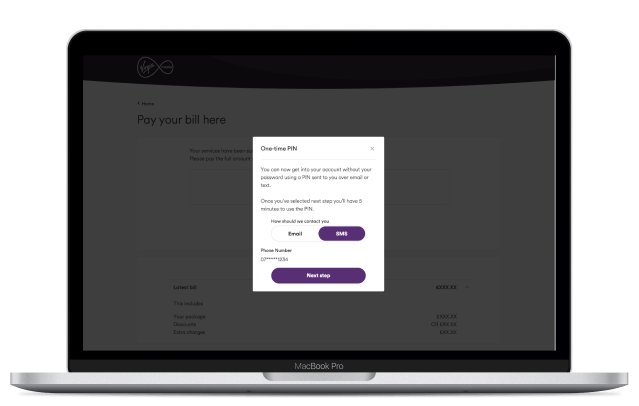 Virgin media
< Home
Pay your bill here
Your services have been su
Please pay the full amount
One-time PIN
×
You can now get into your account without your
password using a PIN sent to you over email or
text.
Once you've selected next step you'll have 5
minutes to use the PIN.
How should we contact you
Email SMS
Phone Number
07*****1234
Next step
Latest bill £XXX.XX
This includes
Your package £XXX.XX
Discounts
Extra charges £XX.XX
MacBook Pro